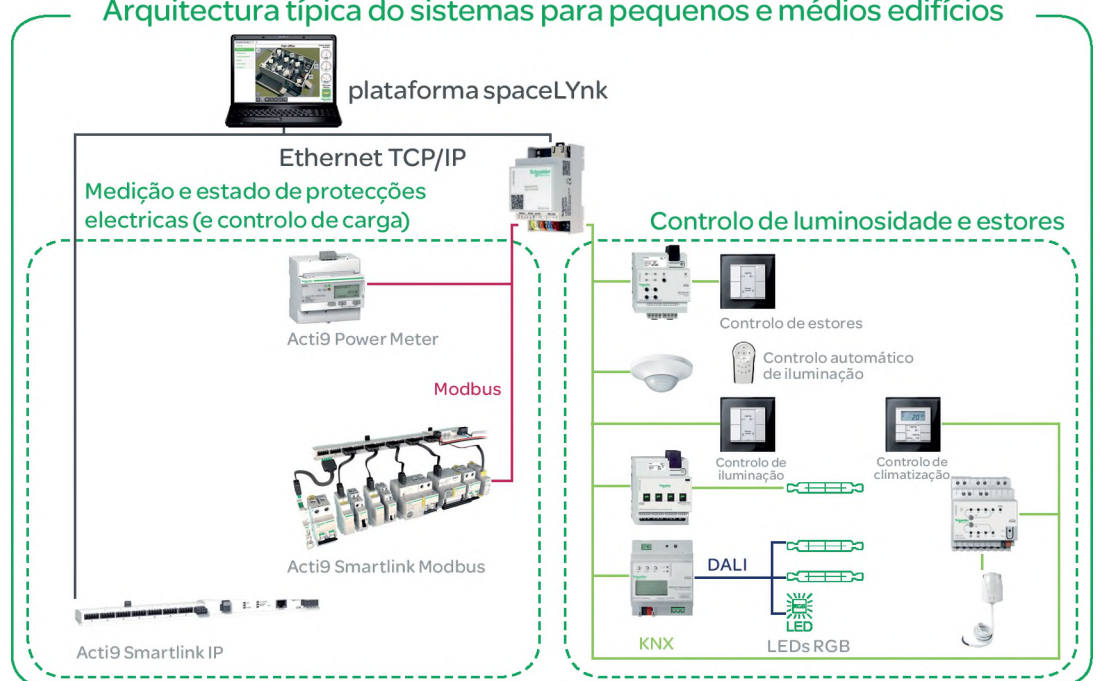 Arquitectura típica do sistemas para pequenos e médios edifícios
plataforma spaceLYnk
Ethernet TCP/IP
Medição e estado de protecções
electricas (e controlo de carga)
Controlo de luminosidade e estores
Acti9 Power Meter
Controlo de estores
Controlo automático
de iluminação
Modbus
Controlo de
iluminação
Controlo de
climatização
Acti9 Smartlink Modbus
DALI
RGB
LED
KNX
LEDs RGB
Acti9 Smartlink IP